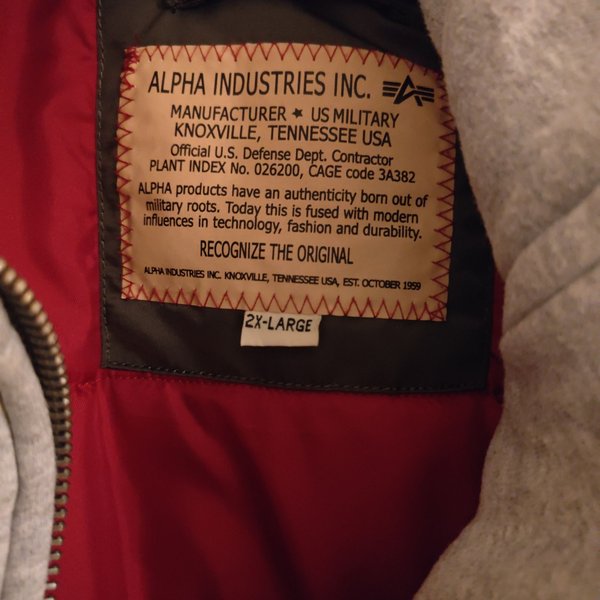 ALPHA INDUSTRIES INC.
MANUFACTURER ★ US MILITARY
KNOXVILLE, TENNESSEE USA
Official U.S. Defense Dept. Contractor
PLANT INDEX No. 026200, CAGE code 3A382
ALPHA products have an authenticity born out of
military roots. Today this is fused with modern
influences in technology, fashion and durability.
RECOGNIZE THE ORIGINAL
ALPHA INDUSTRIES INC. KNOXVILLE, TENNESSEE USA, EST. OCTOBER 1959
2X-LARGE